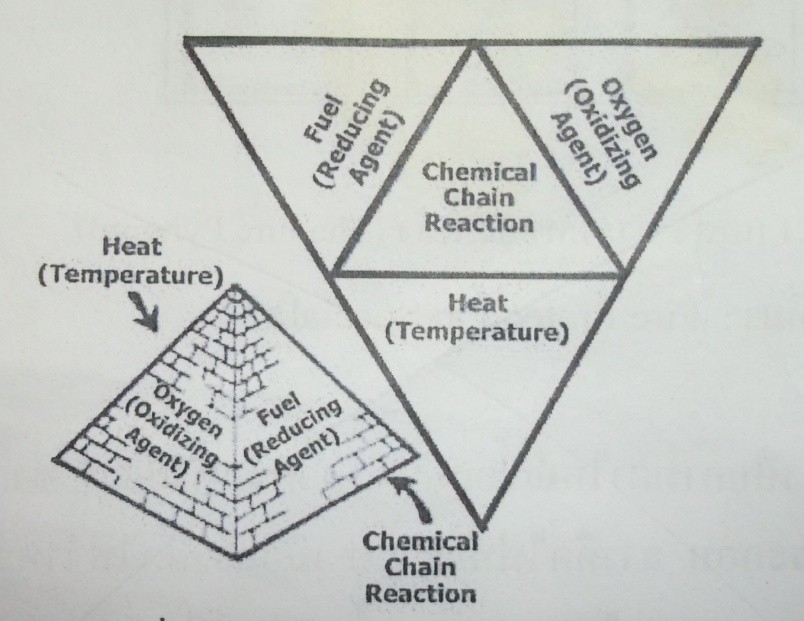 Fuel
(Reducing
Agent)
Oxygen
(Oxidizing
Agent)
Chemical
Chain
Reaction
Heat
(Temperature)
Heat
(Temperature)
Oxygen
(Oxidizing
Agent)
Fuel
(Reducing
Agent)
Chemical
Chain
Reaction